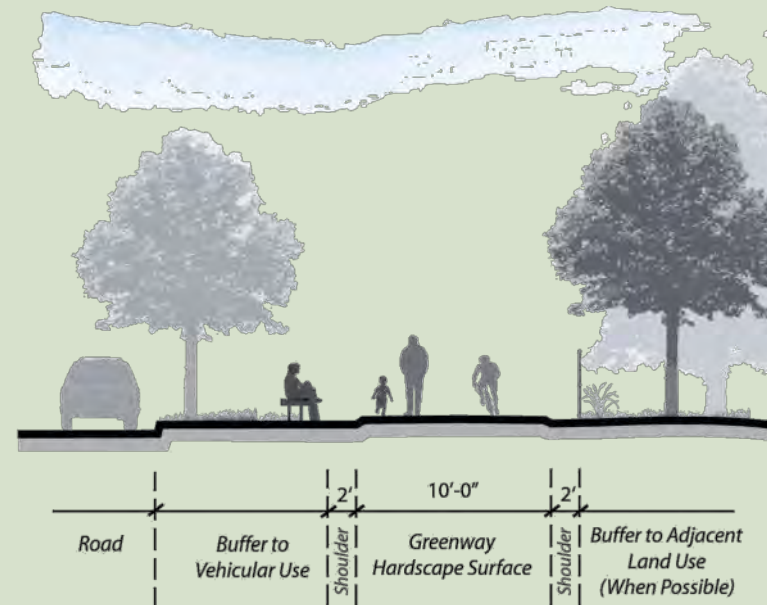 2'
10'-0"
2'
Road
Buffer to
Vehicular Use
Shoulder
Greenway
Hardscape Surface
Shoulder
Buffer to Adjacent
Land Use
(When Possible)